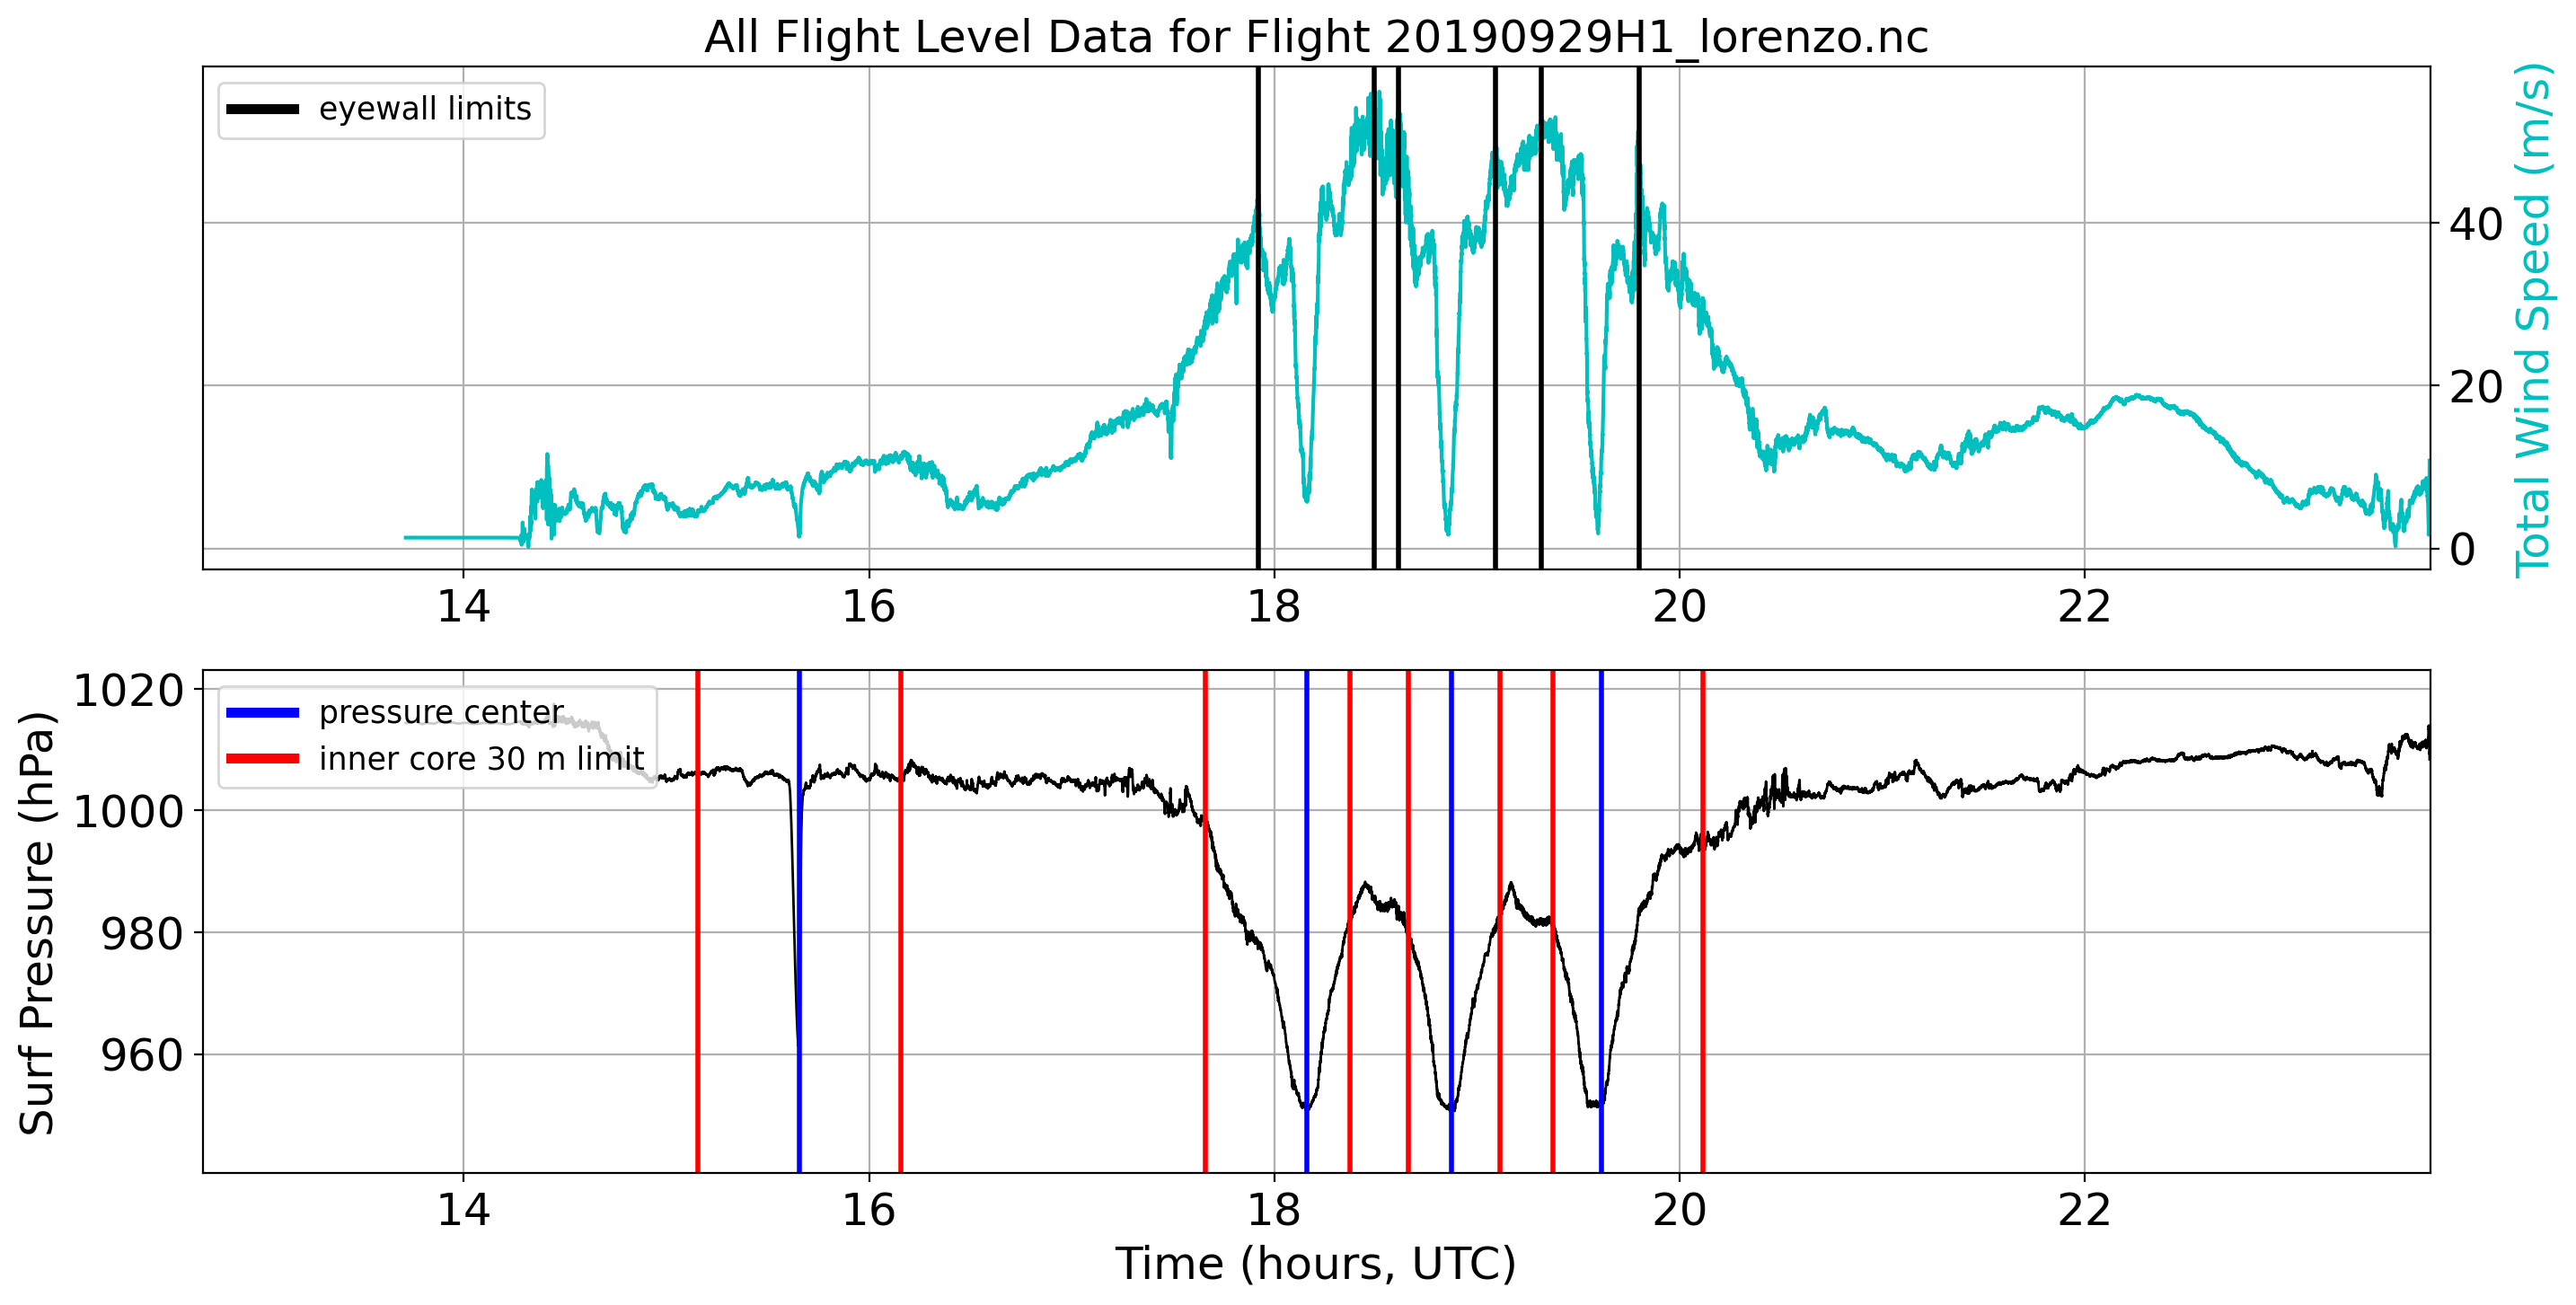 All Flight Level Data for Flight 20190929H1_lorenzo.nc
eyewall limits
40
20
0
Total Wind Speed (m/s)
14 16 18 20 22
1020
1000
980
960
Surf Pressure (hPa)
pressure center
inner core 30 m limit
14 16 18 20 22
Time (hours, UTC)